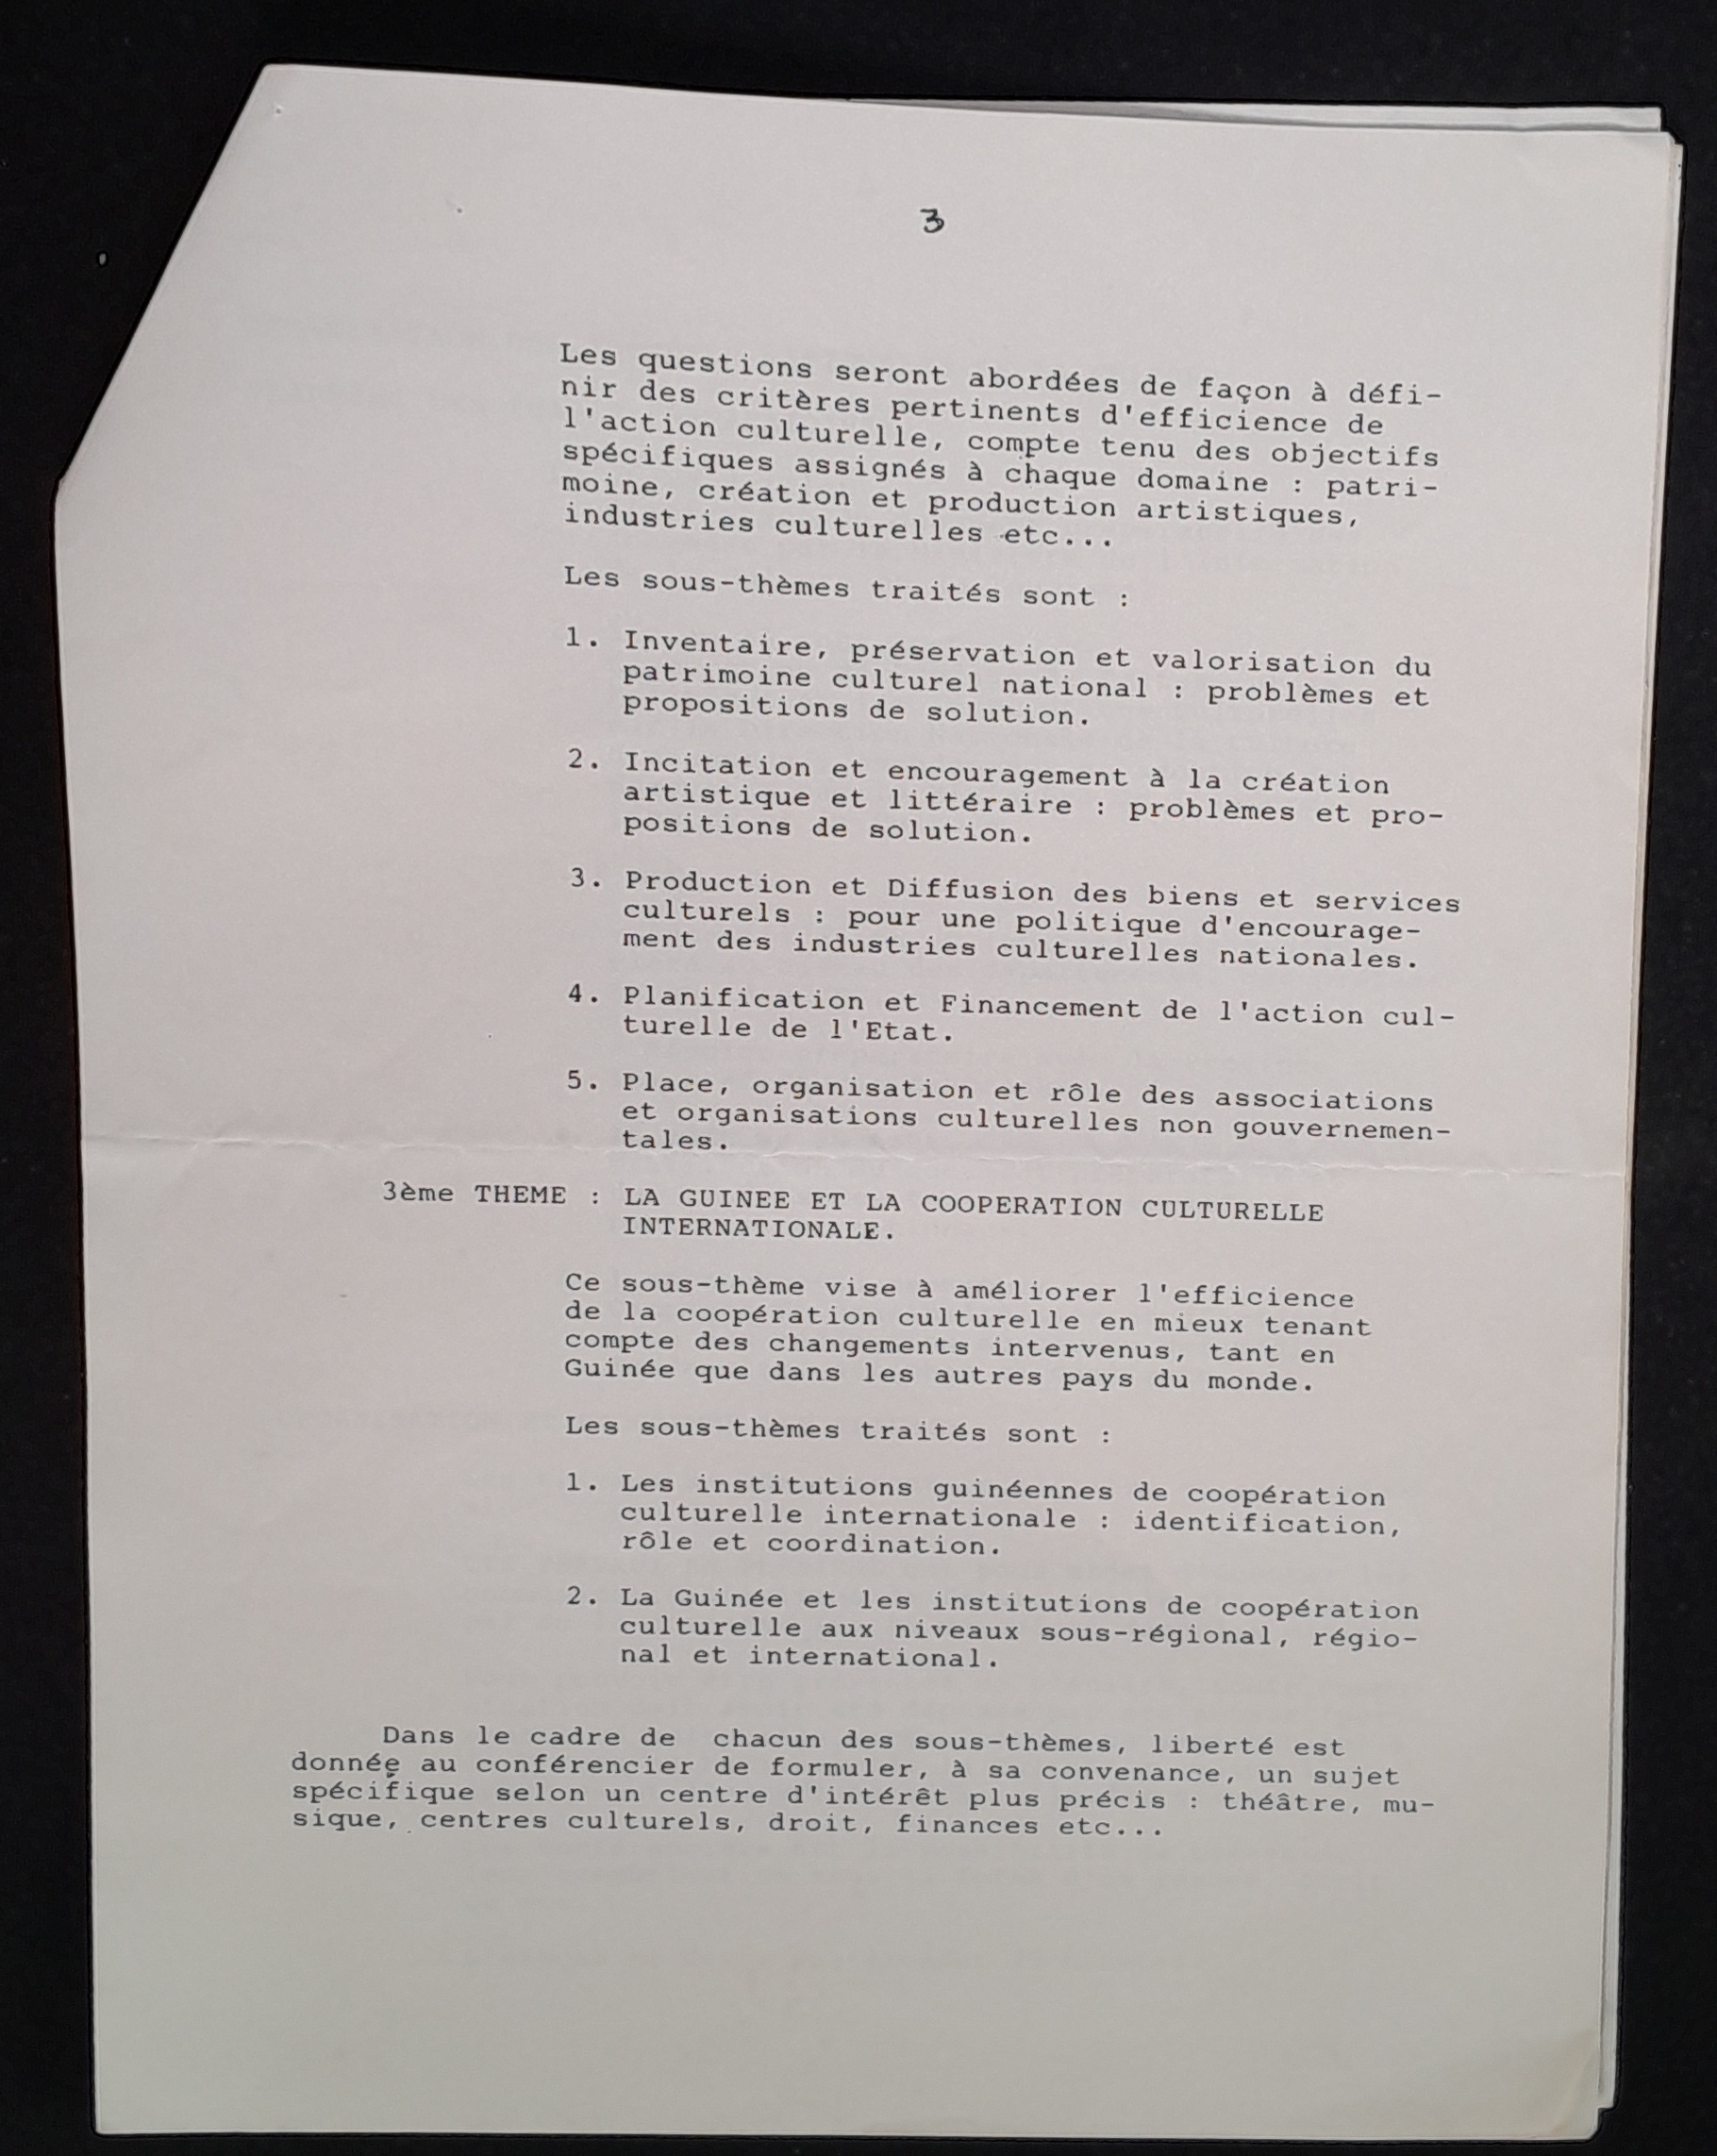 3
Les questions seront abordées de façon à défi-
nir des critères pertinents d'efficience de
l'action culturelle, compte tenu des objectifs
spécifiques assignés à chaque domaine : patri-
moine, création et production artistiques,
industries culturelles etc...
Les sous-thèmes traités sont :
1. Inventaire, préservation et valorisation du
patrimoine culturel national : problèmes et
propositions de solution.
2. Incitation et encouragement à la création
artistique et littéraire : problèmes et pro-
positions de solution.
3. Production et Diffusion des biens et services
culturels : pour une politique d'encourage-
ment des industries culturelles nationales.
4. Planification et Financement de l'action cul-
turelle de l'Etat.
5. Place, organisation et rôle des associations
et organisations culturelles non gouvernemen-
tales.
3ème THEME : LA GUINEE ET LA COOPERATION CULTURELLE
INTERNATIONALE.
Ce sous-thème vise à améliorer l'efficience
de la coopération culturelle en mieux tenant
compte des changements intervenus, tant en
Guinée que dans les autres pays du monde.
Les sous-thèmes traités sont :
1. Les institutions guinéennes de coopération
culturelle internationale : identification,
rôle et coordination.
2. La Guinée et les institutions de coopération
culturelle aux niveaux sous-régional, régio-
nal et international.
Dans le cadre de chacun des sous-thèmes, liberté est
donnée au conférencier de formuler, à sa convenance, un sujet
spécifique selon un centre d'intérêt plus précis : théâtre, mu-
sique, centres culturels, droit, finances etc...